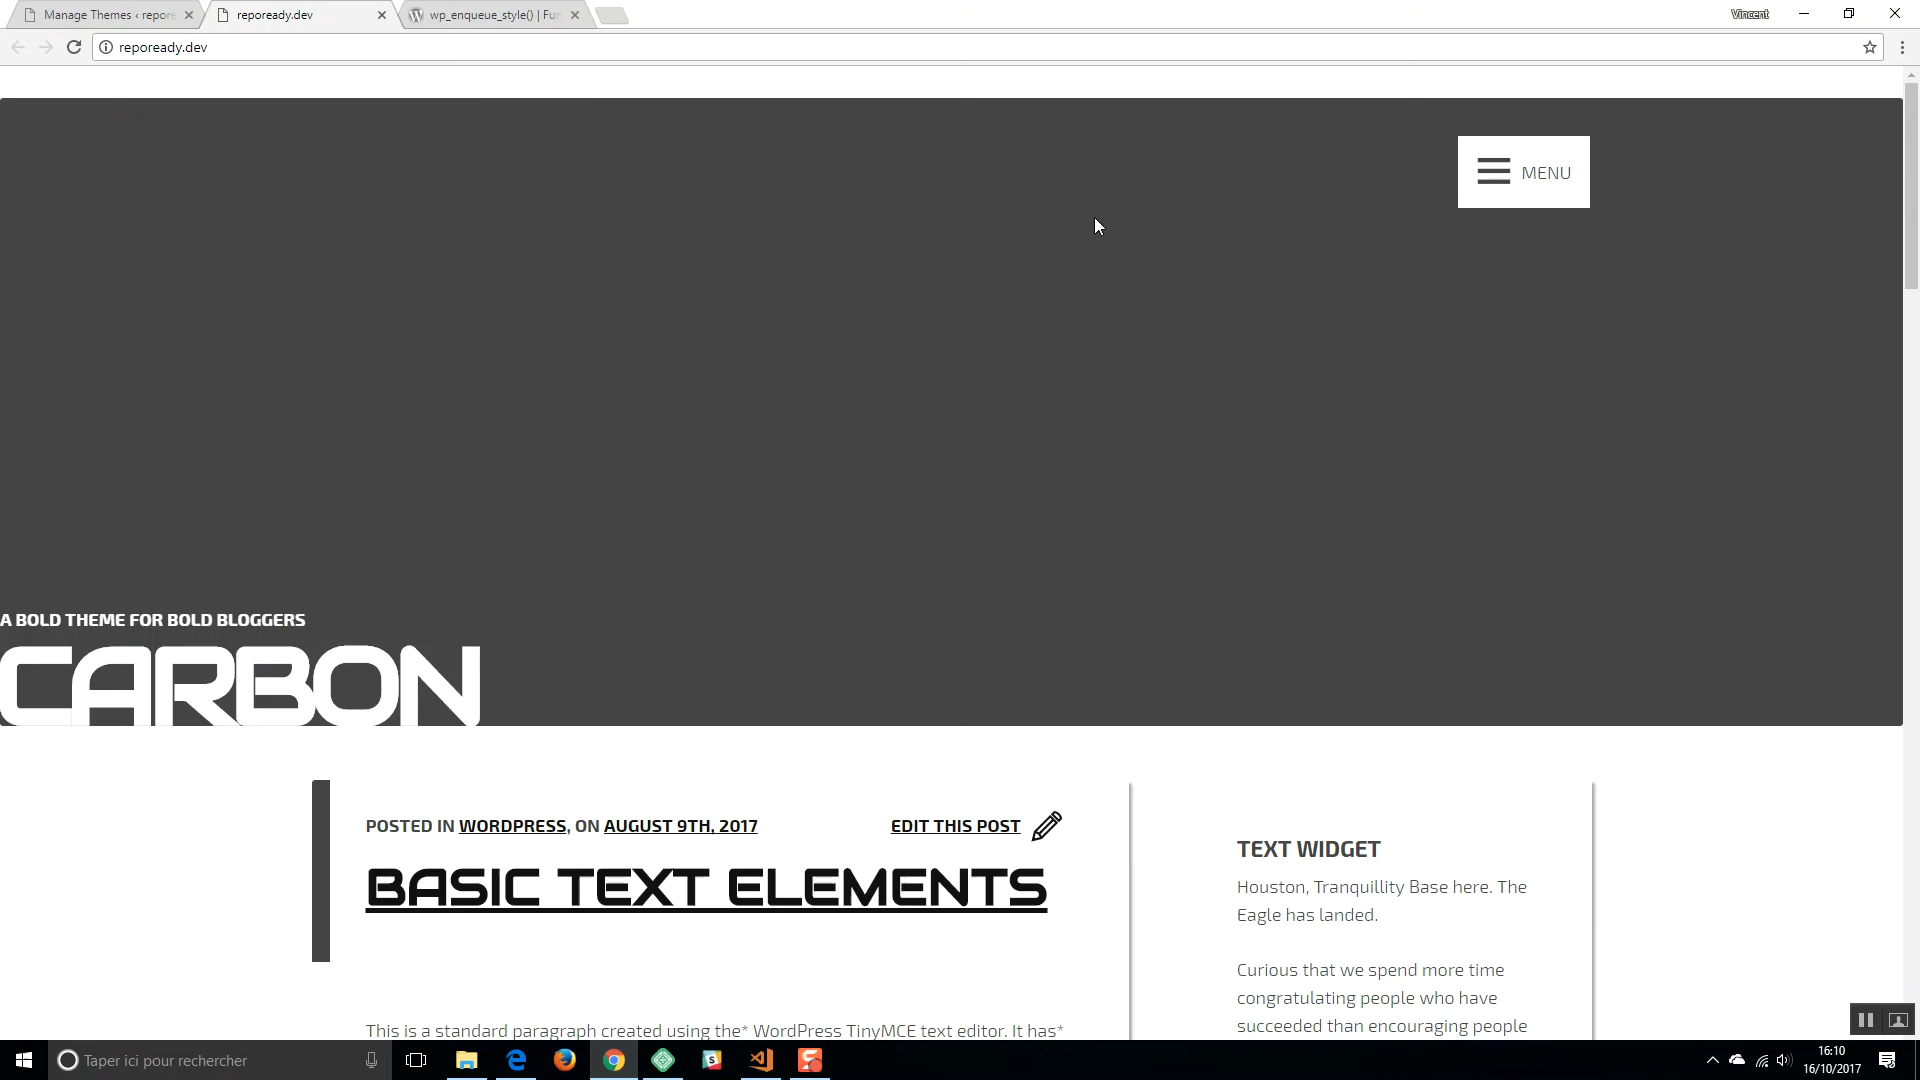 Manage Themes ‹ repore
repoready.dev
wp_enqueue_style() | Fun
Vincent
repoready.dev
MENU
A BOLD THEME FOR BOLD BLOGGERS
CARBON
POSTED IN WORDPRESS, ON AUGUST 9TH, 2017
EDIT THIS POST
BASIC TEXT ELEMENTS
This is a standard paragraph created using the* WordPress TinyMCE text editor. It has*
TEXT WIDGET
Houston, Tranquillity Base here. The
Eagle has landed.
Curious that we spend more time
congratulating people who have
succeeded than encouraging people
Taper ici pour rechercher
16:10
16/10/2017